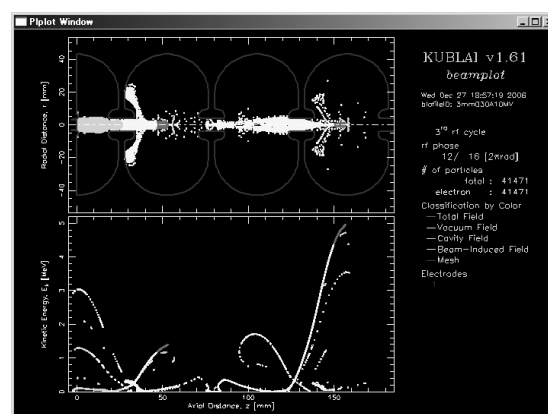 Plplot Window
KUBLAI v1.61
beamplot
Wed Dec 27 18:57:19 2006
3rd rf cycle
rf phase
12/ 16 [2πrad]
# of particles
total : 41471
electron : 41471
Classification by Color
—Total Field
—Vacuum Field
—Cavity Field
—Beam-Induced Field
—Mesh
Electrodes
Radial Distance, r [mm]
40
20
0
-20
-40
Kinetic Energy, Ek [MeV]
5
4
3
2
1
0
0 50 100 150
Axial Distance, z [mm]